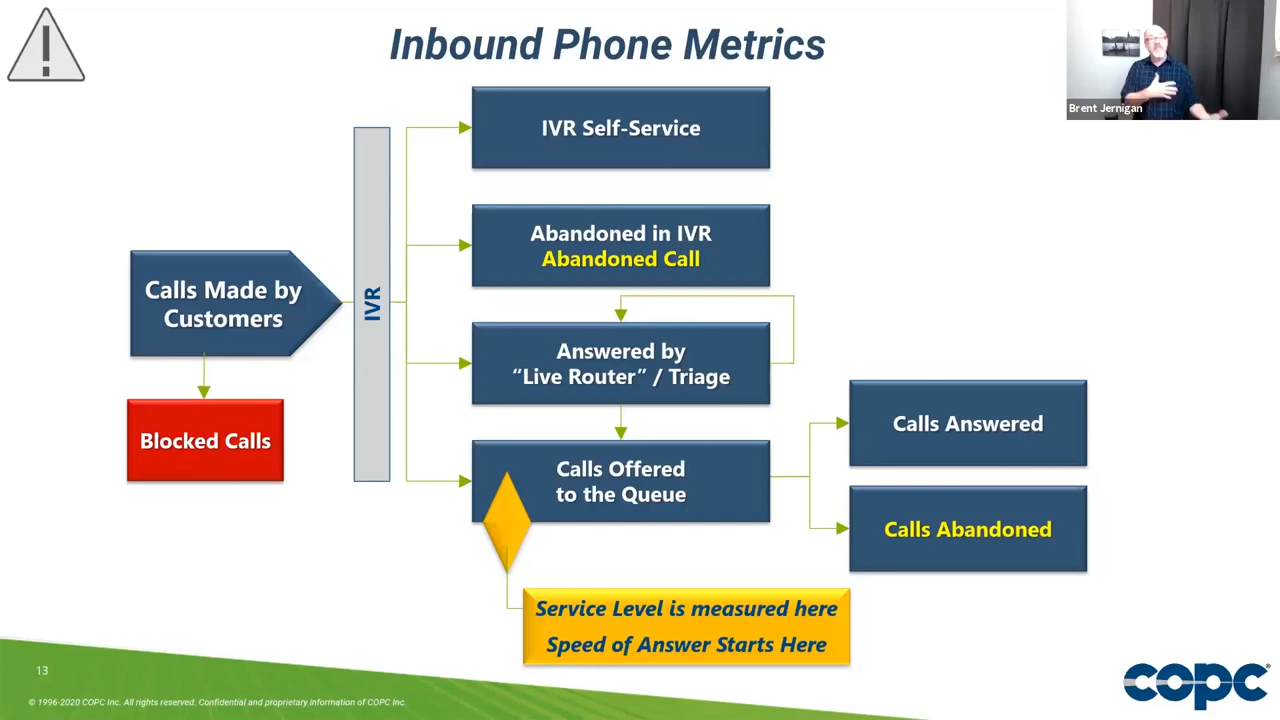 Inbound Phone Metrics
Brent Jernigan
IVR Self-Service
Abandoned in IVR
Abandoned Call
Calls Made by
Customers
IVR
Answered by
“Live Router” / Triage
Blocked Calls
Calls Offered
to the Queue
Calls Answered
Calls Abandoned
Service Level is measured here
Speed of Answer Starts Here
13
© 1996-2020 COPC Inc. All rights reserved. Confidential and proprietary information of COPC Inc.
copc®